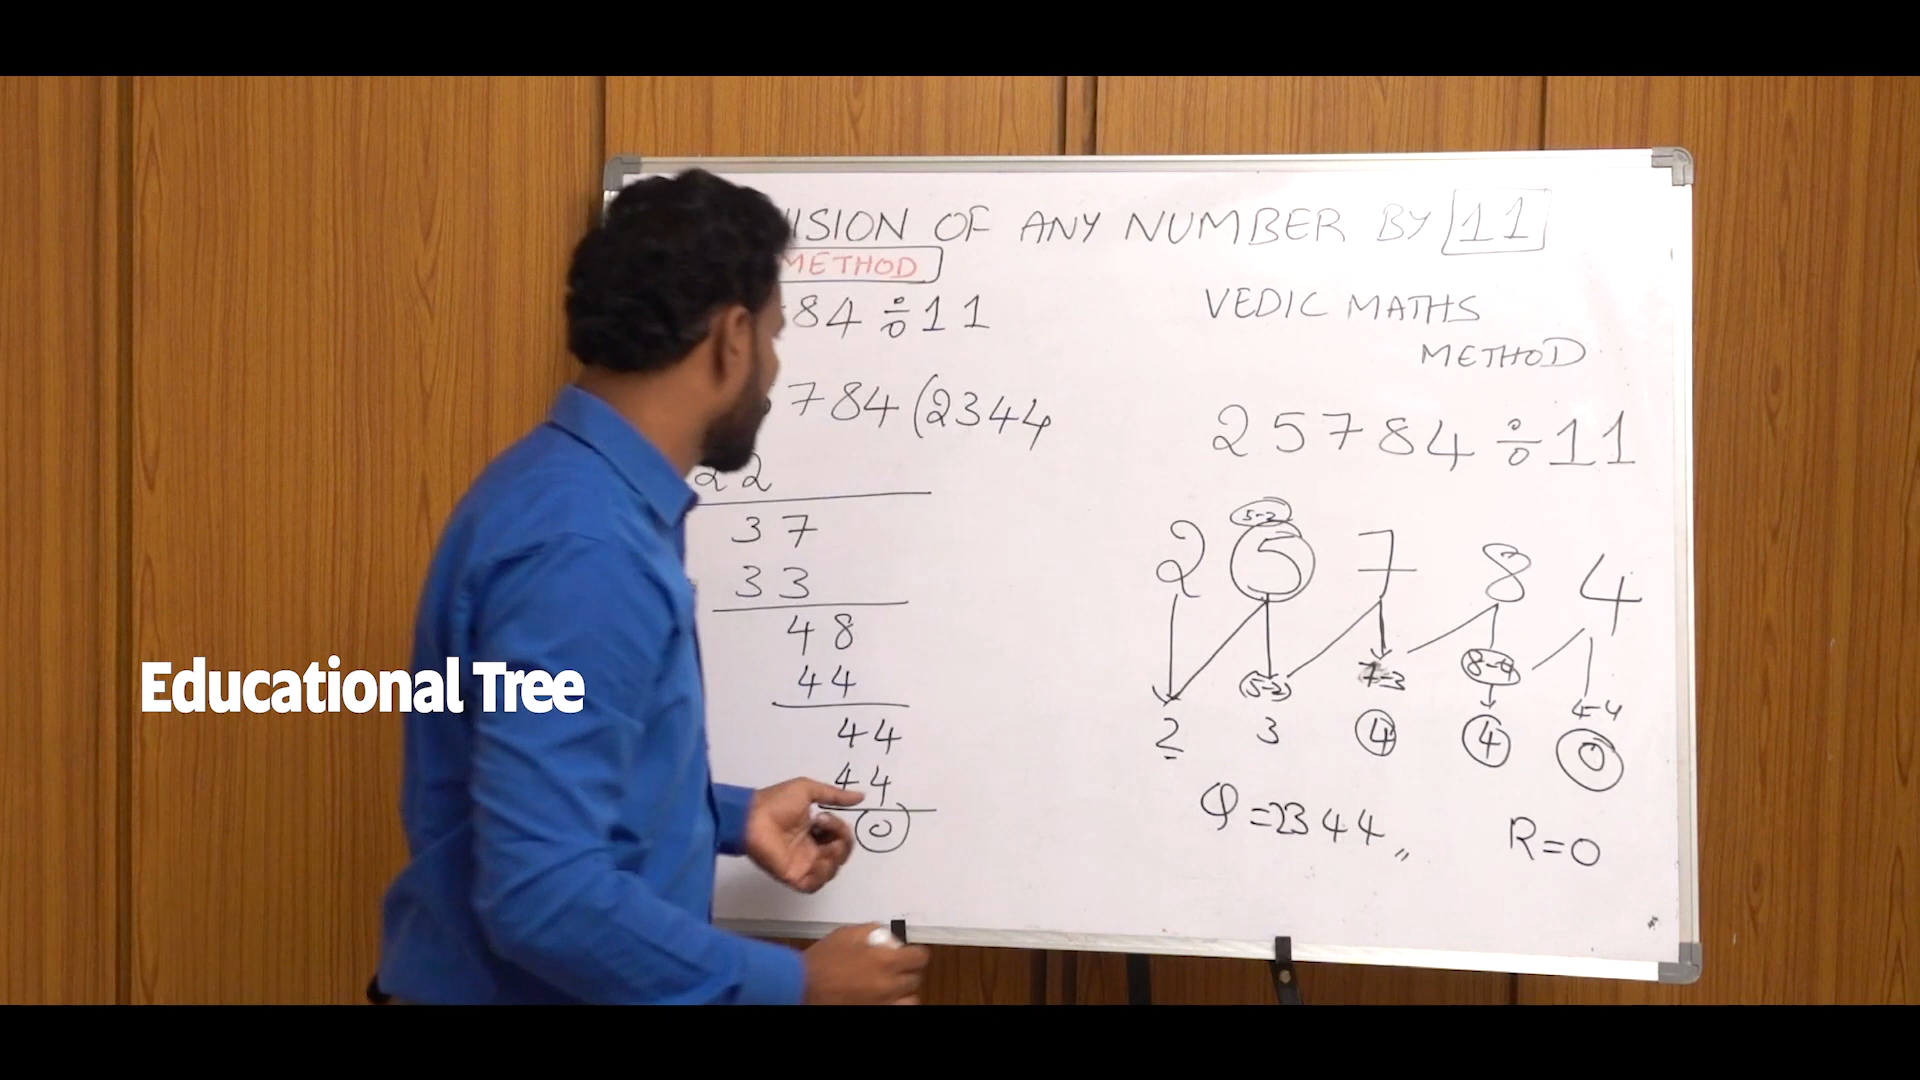 ISION OF ANY NUMBER BY 11
METHOD
84 ÷ 11
784 (2344
22
37
33
48
44
44
44
0
VEDIC MATHS
METHOD
25784 ÷ 11
5-2
2 5 7 8 4
(5-2) 7-3 8-4 4-4
2 3 4 4 0
Q = 2344 ,,
R = 0
Educational Tree